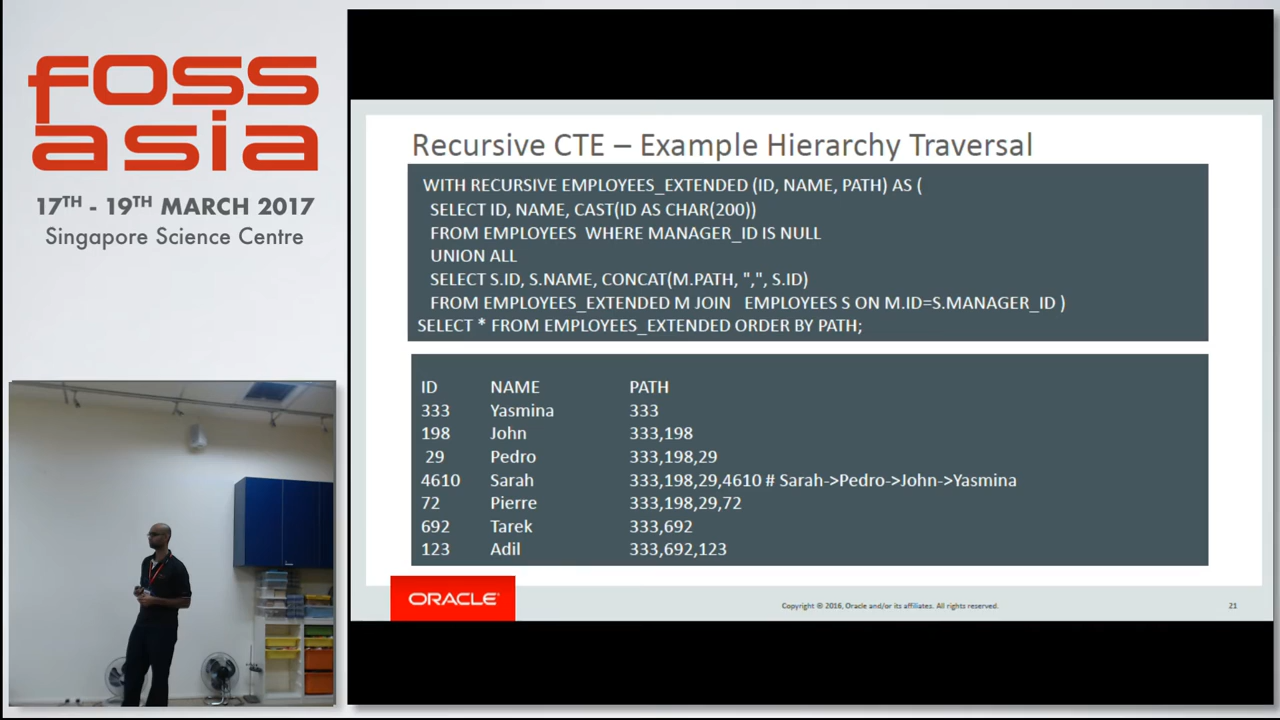 foss
asia
17TH - 19TH MARCH 2017
Singapore Science Centre
Recursive CTE – Example Hierarchy Traversal
WITH RECURSIVE EMPLOYEES_EXTENDED (ID, NAME, PATH) AS (
SELECT ID, NAME, CAST(ID AS CHAR(200))
FROM EMPLOYEES WHERE MANAGER_ID IS NULL
UNION ALL
SELECT S.ID, S.NAME, CONCAT(M.PATH, ",", S.ID)
FROM EMPLOYEES_EXTENDED M JOIN EMPLOYEES S ON M.ID=S.MANAGER_ID )
SELECT * FROM EMPLOYEES_EXTENDED ORDER BY PATH;
ID NAME PATH
333 Yasmina 333
198 John 333,198
29 Pedro 333,198,29
4610 Sarah 333,198,29,4610 # Sarah->Pedro->John->Yasmina
72 Pierre 333,198,29,72
692 Tarek 333,692
123 Adil 333,692,123
ORACLE
Copyright © 2016, Oracle and/or its affiliates. All rights reserved.
21